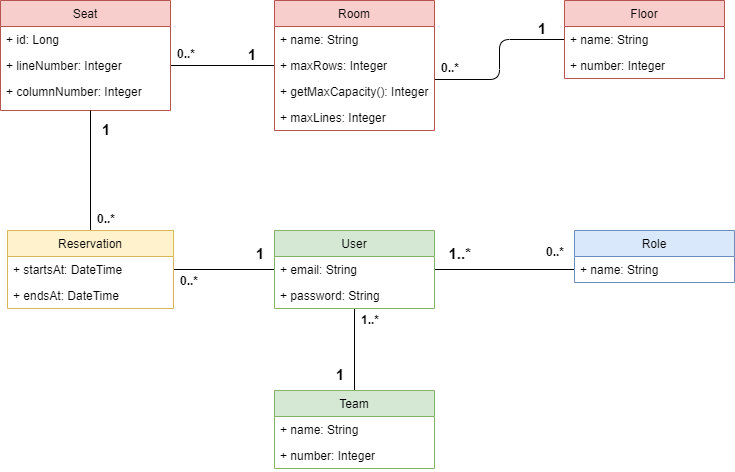 Seat
+ id: Long
+ lineNumber: Integer
+ columnNumber: Integer
0..*
1
Room
+ name: String
+ maxRows: Integer
+ getMaxCapacity(): Integer
+ maxLines: Integer
0..*
1
Floor
+ name: String
+ number: Integer
1
0..*
Reservation
+ startsAt: DateTime
+ endsAt: DateTime
0..*
1
User
+ email: String
+ password: String
1..*
0..*
Role
+ name: String
1..*
1
Team
+ name: String
+ number: Integer